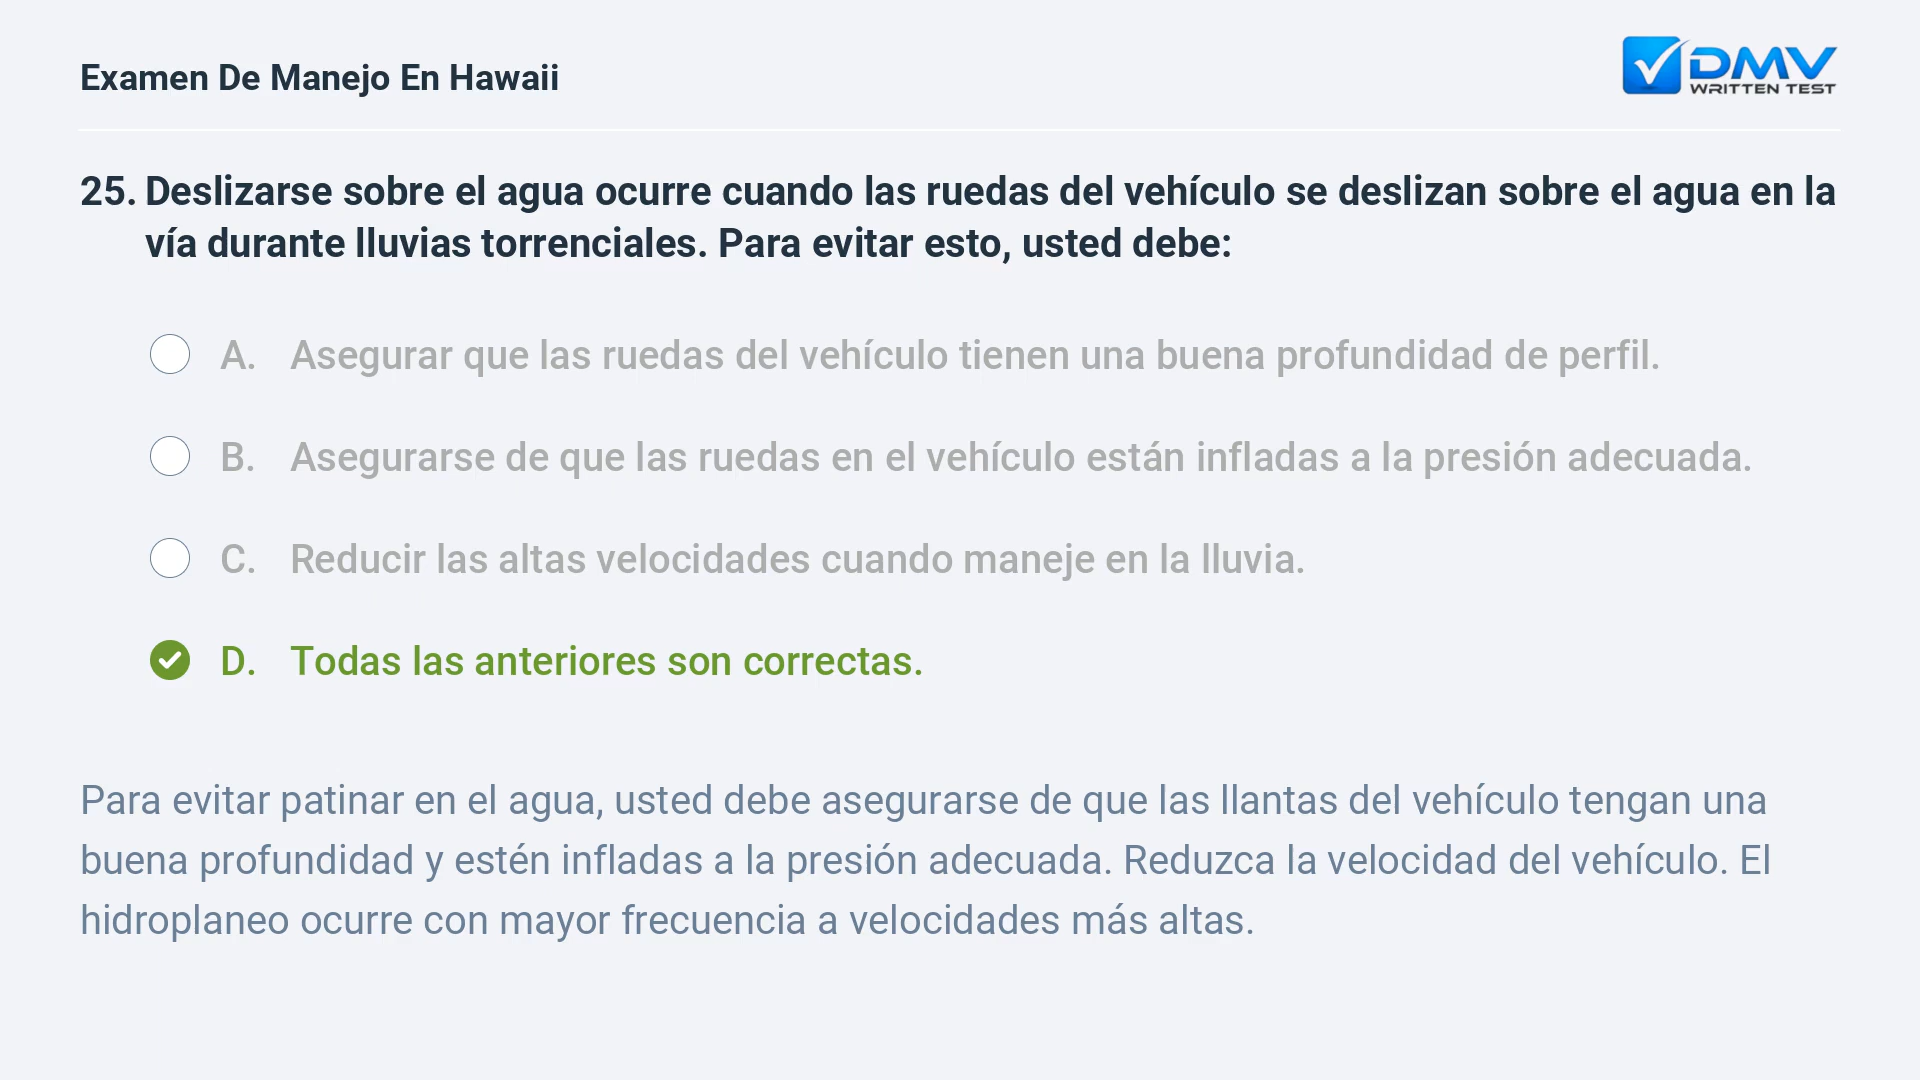 Examen De Manejo En Hawaii
DMV
WRITTEN TEST
25. Deslizarse sobre el agua ocurre cuando las ruedas del vehículo se deslizan sobre el agua en la
vía durante lluvias torrenciales. Para evitar esto, usted debe:
A. Asegurar que las ruedas del vehículo tienen una buena profundidad de perfil.
B. Asegurarse de que las ruedas en el vehículo están infladas a la presión adecuada.
C. Reducir las altas velocidades cuando maneje en la lluvia.
D. Todas las anteriores son correctas.
Para evitar patinar en el agua, usted debe asegurarse de que las llantas del vehículo tengan una
buena profundidad y estén infladas a la presión adecuada. Reduzca la velocidad del vehículo. El
hidroplaneo ocurre con mayor frecuencia a velocidades más altas.